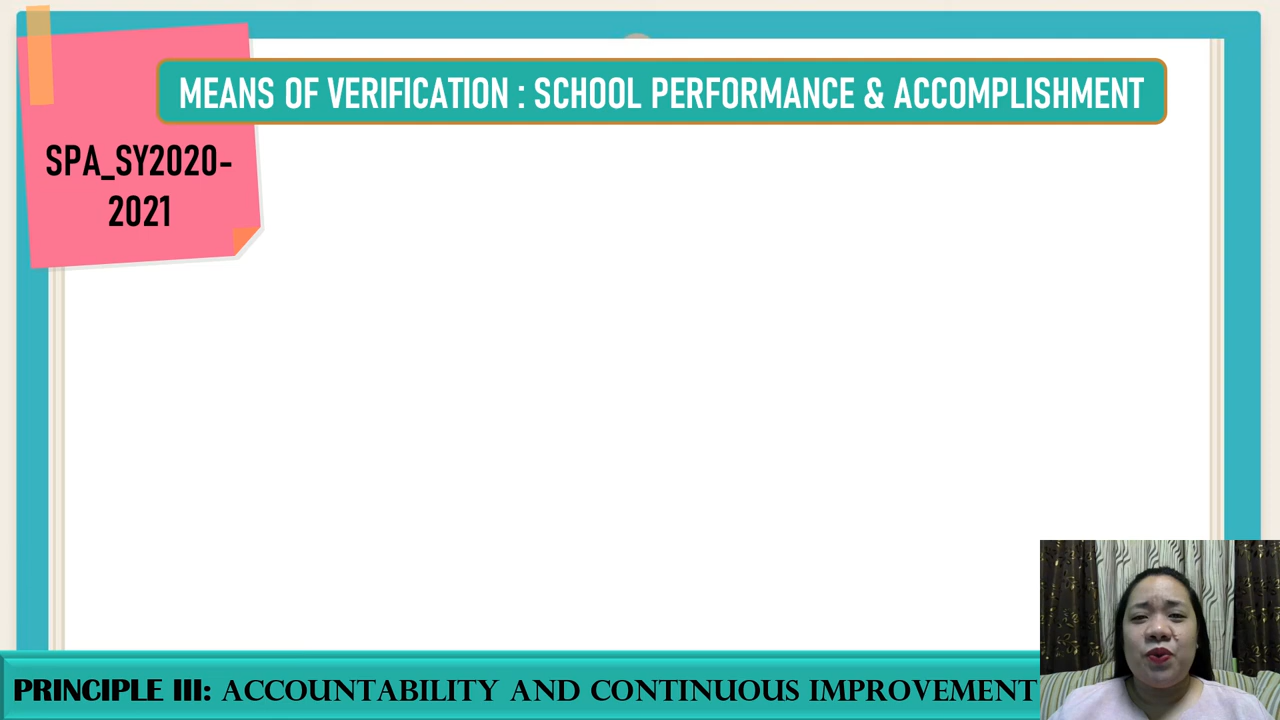 MEANS OF VERIFICATION : SCHOOL PERFORMANCE & ACCOMPLISHMENT
SPA_SY2020-
2021
PRINCIPLE III: ACCOUNTABILITY AND CONTINUOUS IMPROVEMENT